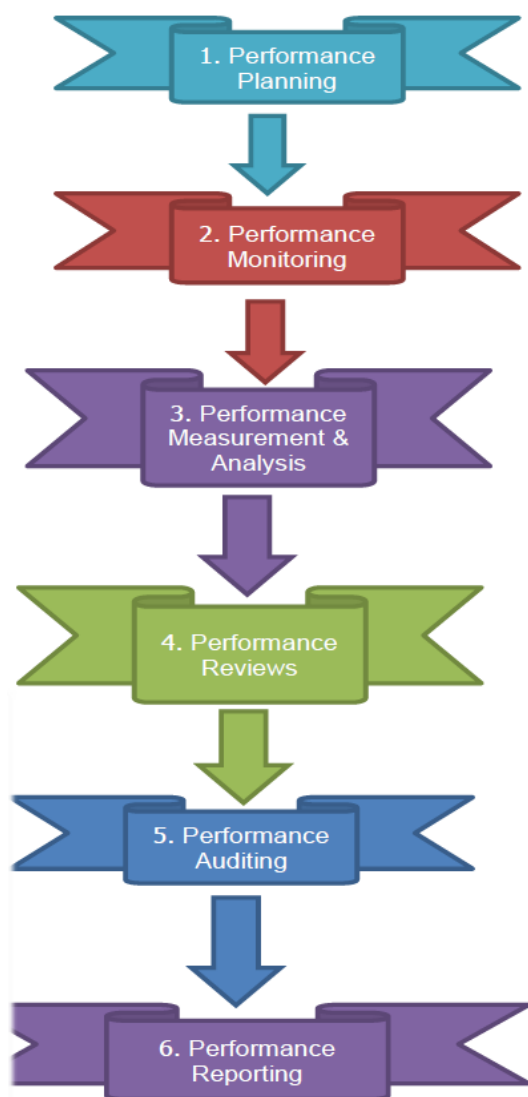 1. Performance
Planning
2. Performance
Monitoring
3. Performance
Measurement &
Analysis
4. Performance
Reviews
5. Performance
Auditing
6. Performance
Reporting